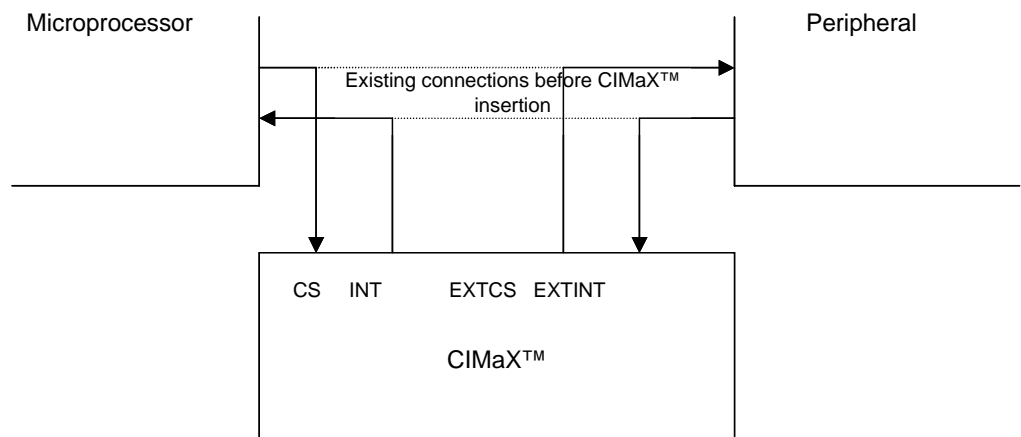 Microprocessor
Peripheral
Existing connections before CIMaX™
insertion
CS INT EXTCS EXTINT
CIMaX™